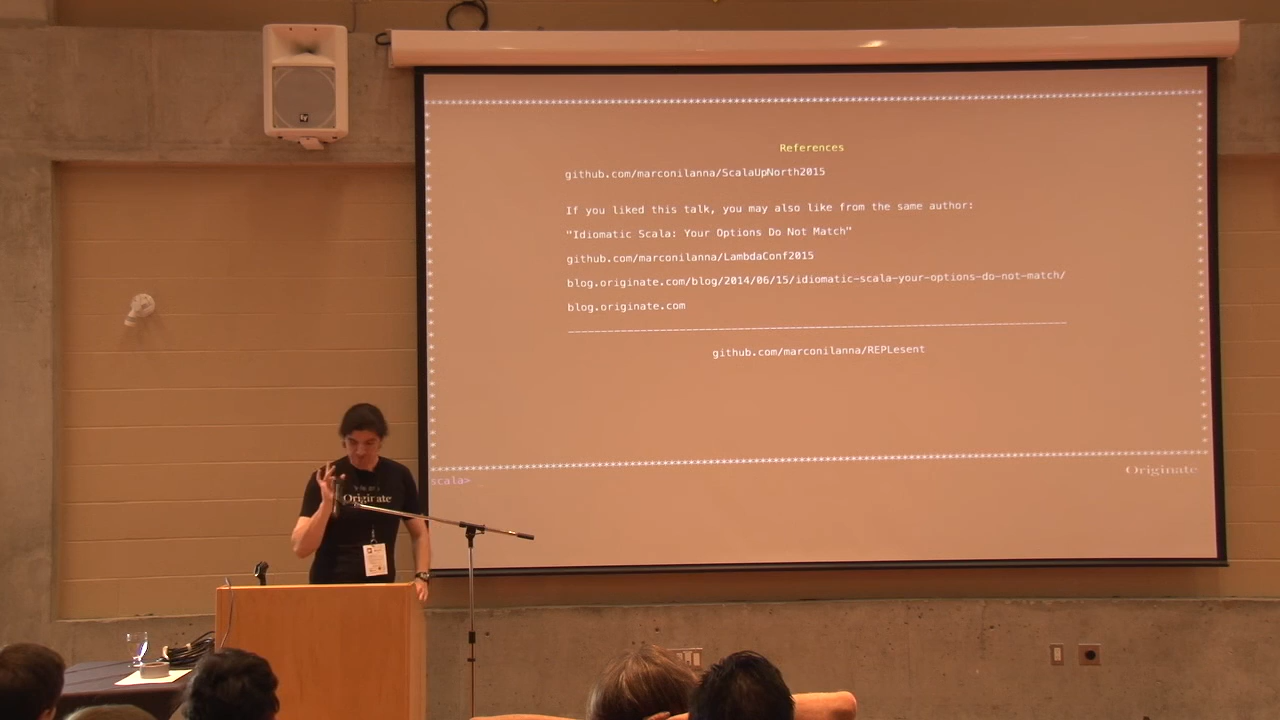 References
github.com/marconilanna/ScalaUpNorth2015
If you liked this talk, you may also like from the same author:
"Idiomatic Scala: Your Options Do Not Match"
github.com/marconilanna/LambdaConf2015
blog.originate.com/blog/2014/06/15/idiomatic-scala-your-options-do-not-match/
blog.originate.com
github.com/marconilanna/REPLesent
Originate
scala>
Originate